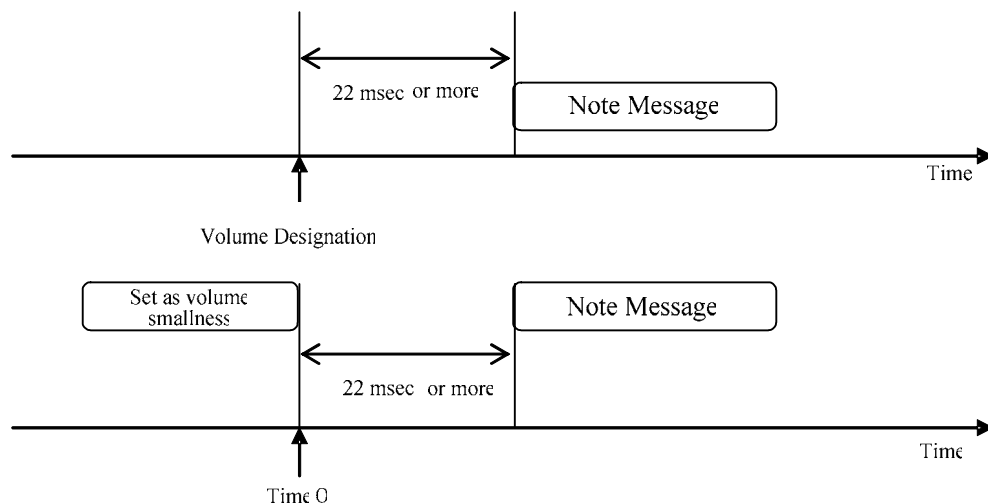 22 msec or more
Note Message
Time
Volume Designation
Set as volume
smallness
Note Message
22 msec or more
Time
Time 0